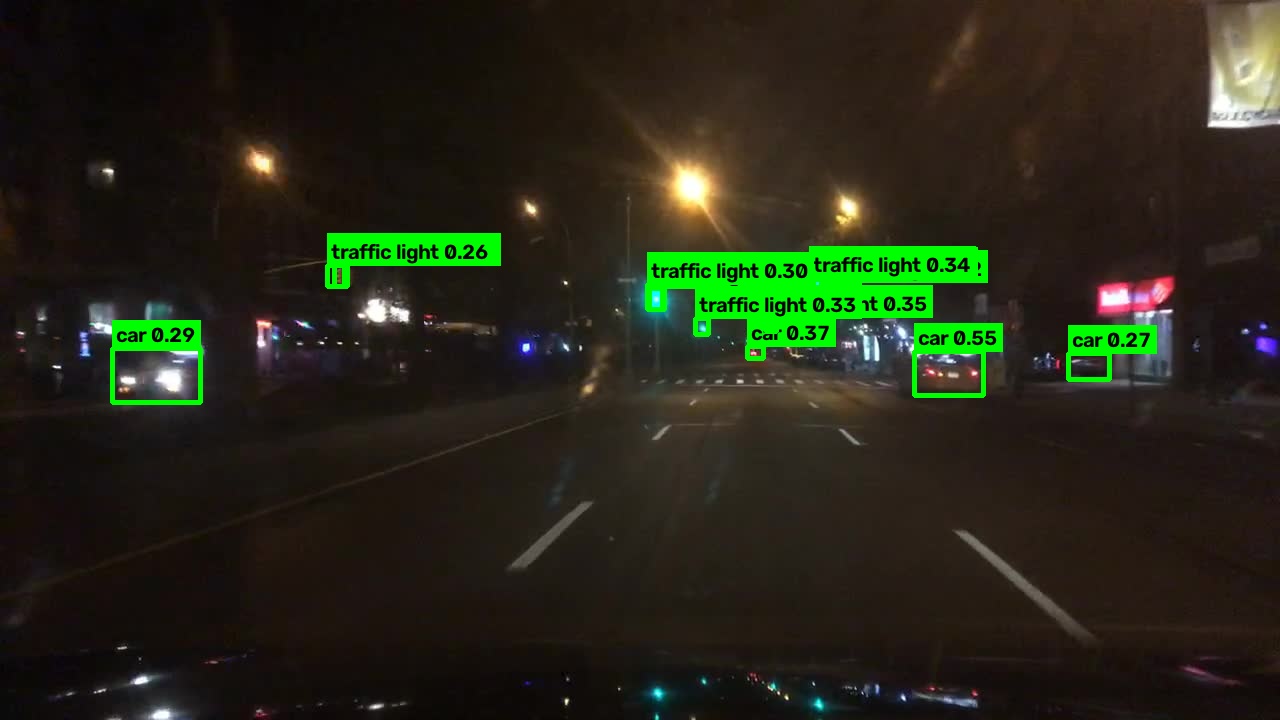 traffic light 0.26
traffic light 0.34
traffic light 0.30
traffic light 0.33
nt 0.35
car 0.37
car 0.29
car 0.55
car 0.27